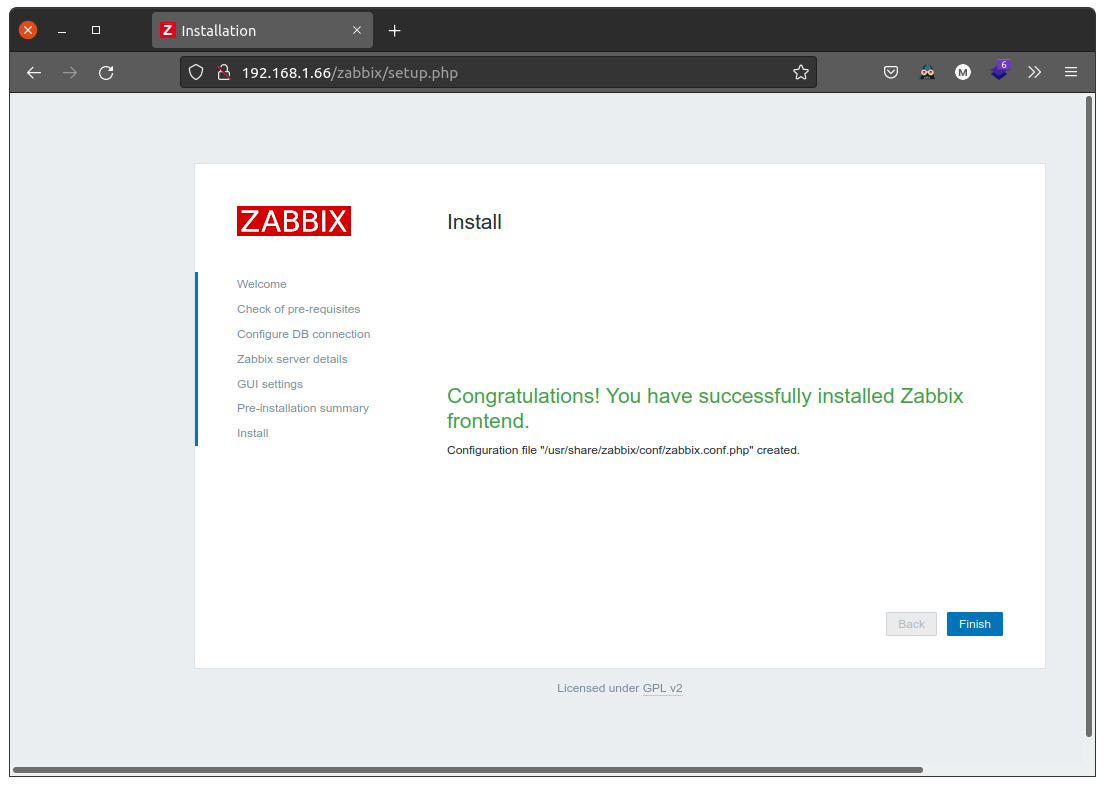 Z Installation
192.168.1.66/zabbix/setup.php
M
6
ZABBIX
Install
Welcome
Check of pre-requisites
Configure DB connection
Zabbix server details
GUI settings
Pre-installation summary
Install
Congratulations! You have successfully installed Zabbix
frontend.
Configuration file "/usr/share/zabbix/conf/zabbix.conf.php" created.
Back
Finish
Licensed under GPL v2